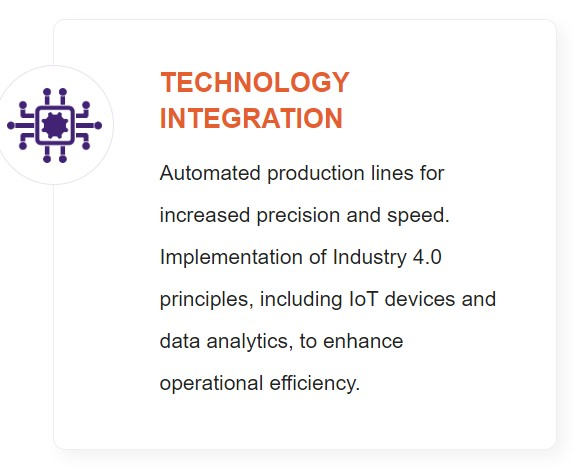 TECHNOLOGY
INTEGRATION
Automated production lines for
increased precision and speed.
Implementation of Industry 4.0
principles, including IoT devices and
data analytics, to enhance
operational efficiency.